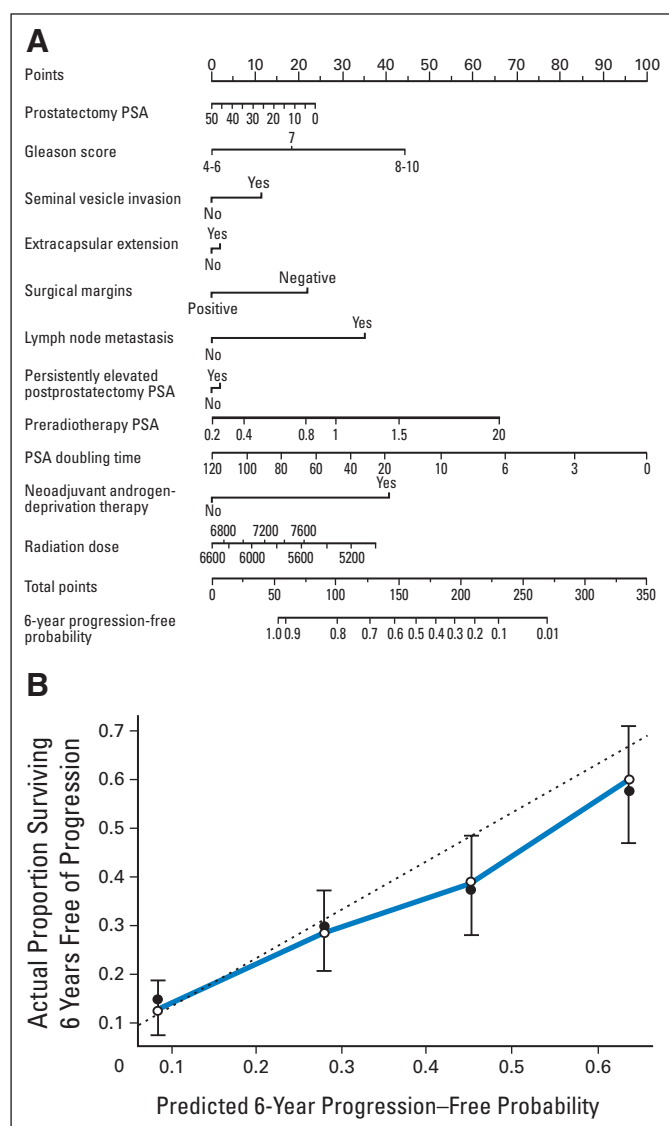 A
Points
0 10 20 30 40 50 60 70 80 90 100
Prostatectomy PSA
50 40 30 20 10 0
Gleason score
7
4-6 8-10
Seminal vesicle invasion
Yes
No
Extracapsular extension
Yes
No
Surgical margins
Negative
Positive
Lymph node metastasis
Yes
No
Persistently elevated
postprostatectomy PSA
Yes
No
Preradiotherapy PSA
0.2 0.4 0.8 1 1.5 20
PSA doubling time
120 100 80 60 40 20 10 6 3 0
Neoadjuvant androgen-
deprivation therapy
Yes
No
Radiation dose
6800 7200 7600
6600 6000 5600 5200
Total points
0 50 100 150 200 250 300 350
6-year progression-free
probability
1.0 0.9 0.8 0.7 0.6 0.5 0.4 0.3 0.2 0.1 0.01
B
Actual Proportion Surviving
6 Years Free of Progression
0.7
0.6
0.5
0.4
0.3
0.2
0.1
0 0.1 0.2 0.3 0.4 0.5 0.6
Predicted 6-Year Progression–Free Probability